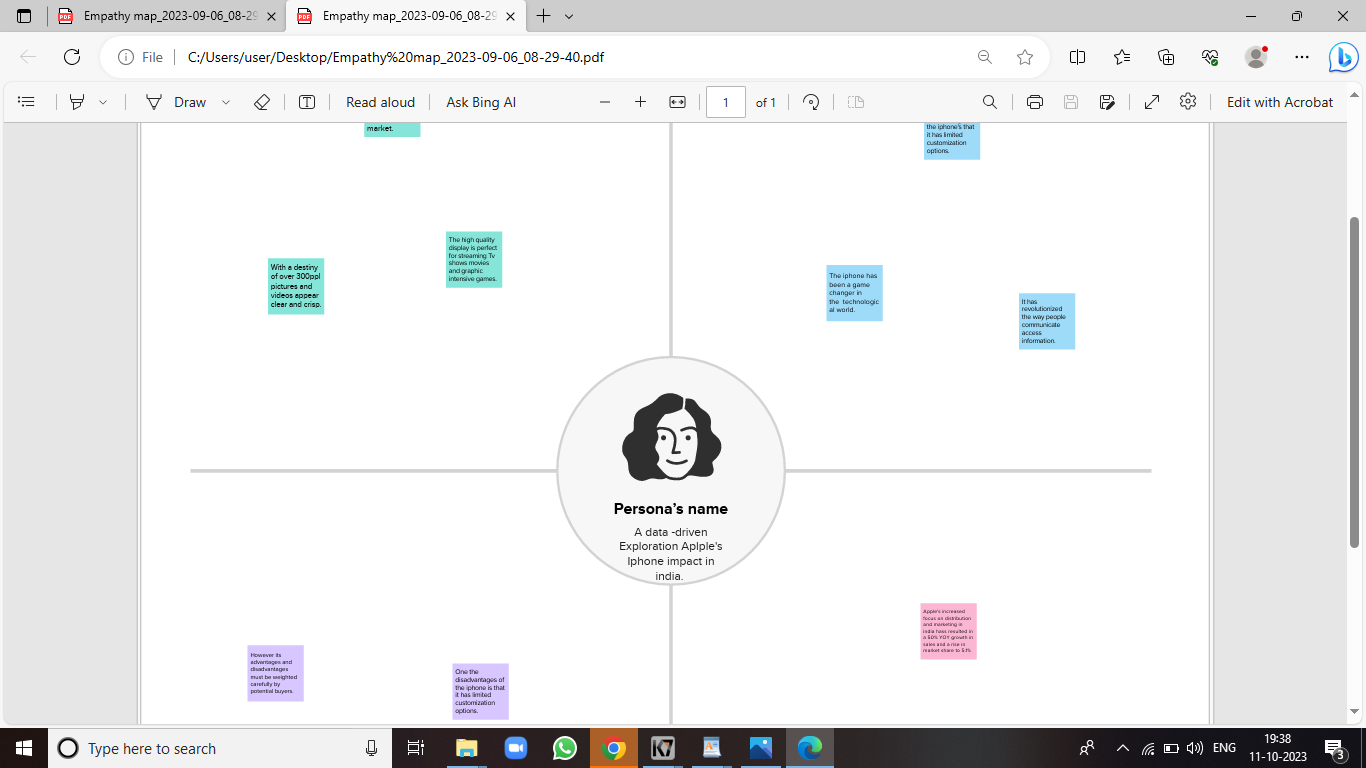 Empathy map_2023-09-06_08-29
Empathy map_2023-09-06_08-29
File
C:/Users/user/Desktop/Empathy%20map_2023-09-06_08-29-40.pdf
Draw
Read aloud
Ask Bing AI
1
of 1
Edit with Acrobat
market.
the iphone's that
it has limited
customization
options.
With a destiny
of over 300ppl
pictures and
videos appear
clear and crisp.
The high quality
display is perfect
for streaming Tv
shows movies
and graphic
intensive games.
The iphone has
been a game
changer in
the technologic
al world.
It has
revolutionized
the way people
communicate
access
information.
Persona's name
A data -driven
Exploration Aplple's
Iphone impact in
india.
However its
advantages and
disadvantages
must be weighted
carefully by
potential buyers.
One the
disadvantages of
the iphone is that
it has limited
customization
options.
Apple's increased
focus on distribution
and marketing in
india hass resulted in
a 50% YOY growth in
sales and a rise in
market share to 5.1%
Type here to search
K7
ENG
19:38
11-10-2023
3